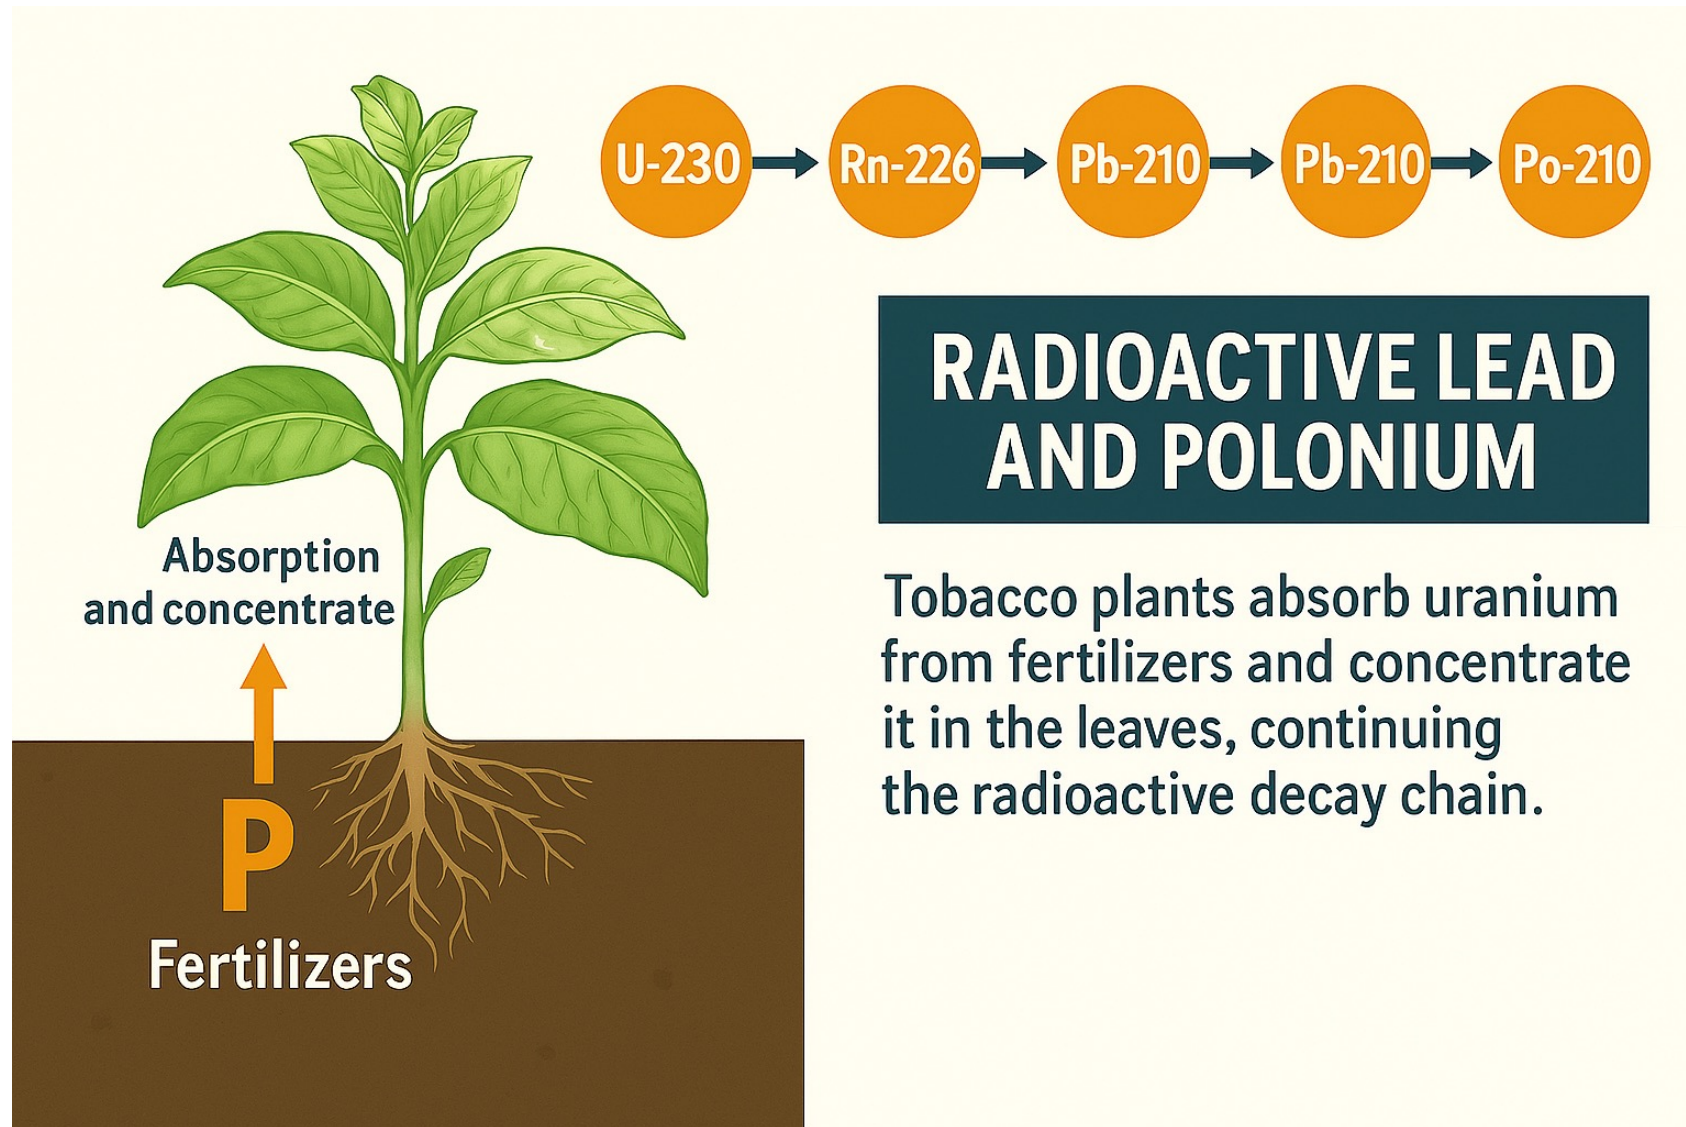 U-230 Rn-226 Pb-210 Pb-210 Po-210
RADIOACTIVE LEAD
AND POLONIUM
Absorption
and concentrate
Tobacco plants absorb uranium
from fertilizers and concentrate
it in the leaves, continuing
the radioactive decay chain.
P
Fertilizers